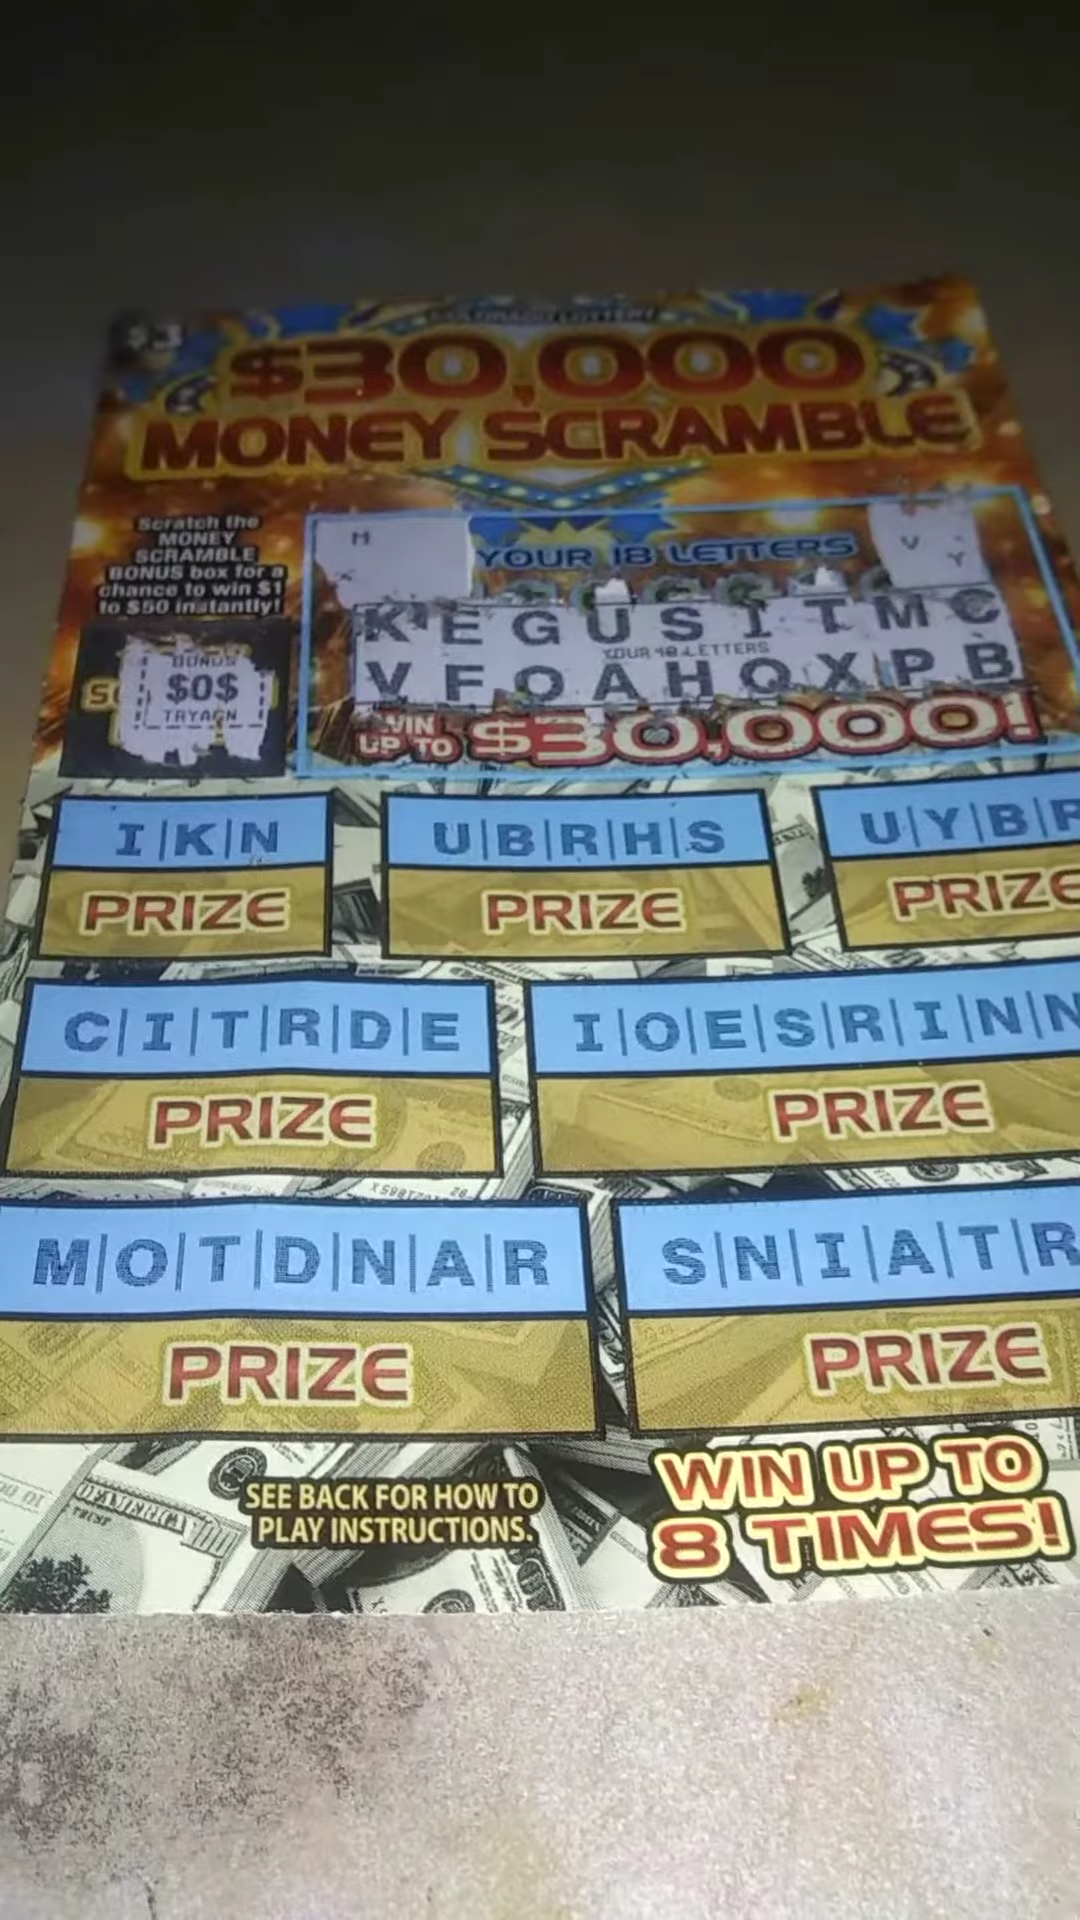 $3
$30,000
MONEY SCRAMBLE
Scratch the
MONEY
SCRAMBLE
BONUS box for a
chance to win $1
to $50 instantly!
BONUS
$0$
TRYAGN
M
V
Y
YOUR 18 LETTERS
K E G U S I T M C
YOUR 18 LETTERS
V F O A H Q X P B
WIN
UP TO $30,000!
I|K|N
PRIZE
U|B|R|H|S
PRIZE
U|Y|B|R
PRIZE
C|I|T|R|D|E
PRIZE
I|O|E|S|R|I|N|N
PRIZE
M|O|T|D|N|A|R
PRIZE
S|N|I|A|T|R
PRIZE
SEE BACK FOR HOW TO
PLAY INSTRUCTIONS.
WIN UP TO
8 TIMES!